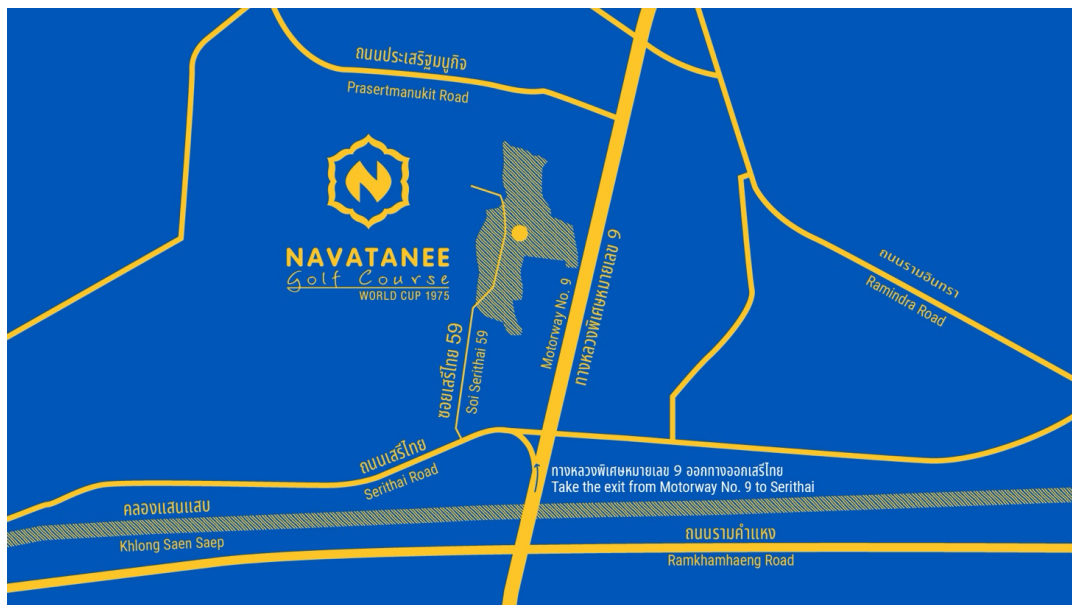 ถนนประเสริฐมนูกิจ
Prasertmanukit Road
NAVATANEE
Golf Course
WORLD CUP 1975
ถนนรามอินทรา
Ramindra Road
Motorway No. 9
ทางหลวงพิเศษหมายเลข 9
ซอยเสรีไทย 59
Soi Serithai 59
ถนนเสรีไทย
Serithai Road
ทางหลวงพิเศษหมายเลข 9 ออกทางออกเสรีไทย
Take the exit from Motorway No. 9 to Serithai
คลองแสนแสบ
Khlong Saen Saep
ถนนรามคำแหง
Ramkhamhaeng Road